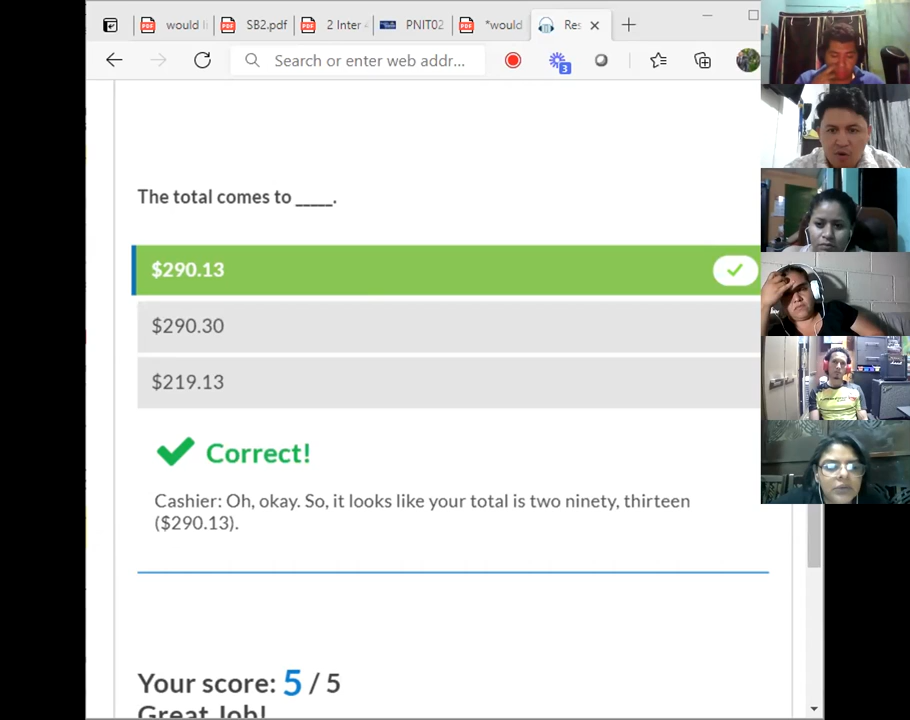 would l
SB2.pdf
2 Inter
PNIT02
*would
Res
Search or enter web addr...
3
The total comes to _____.
$290.13
$290.30
$219.13
Correct!
Cashier: Oh, okay. So, it looks like your total is two ninety, thirteen
($290.13).
Your score: 5 / 5
Great Job!